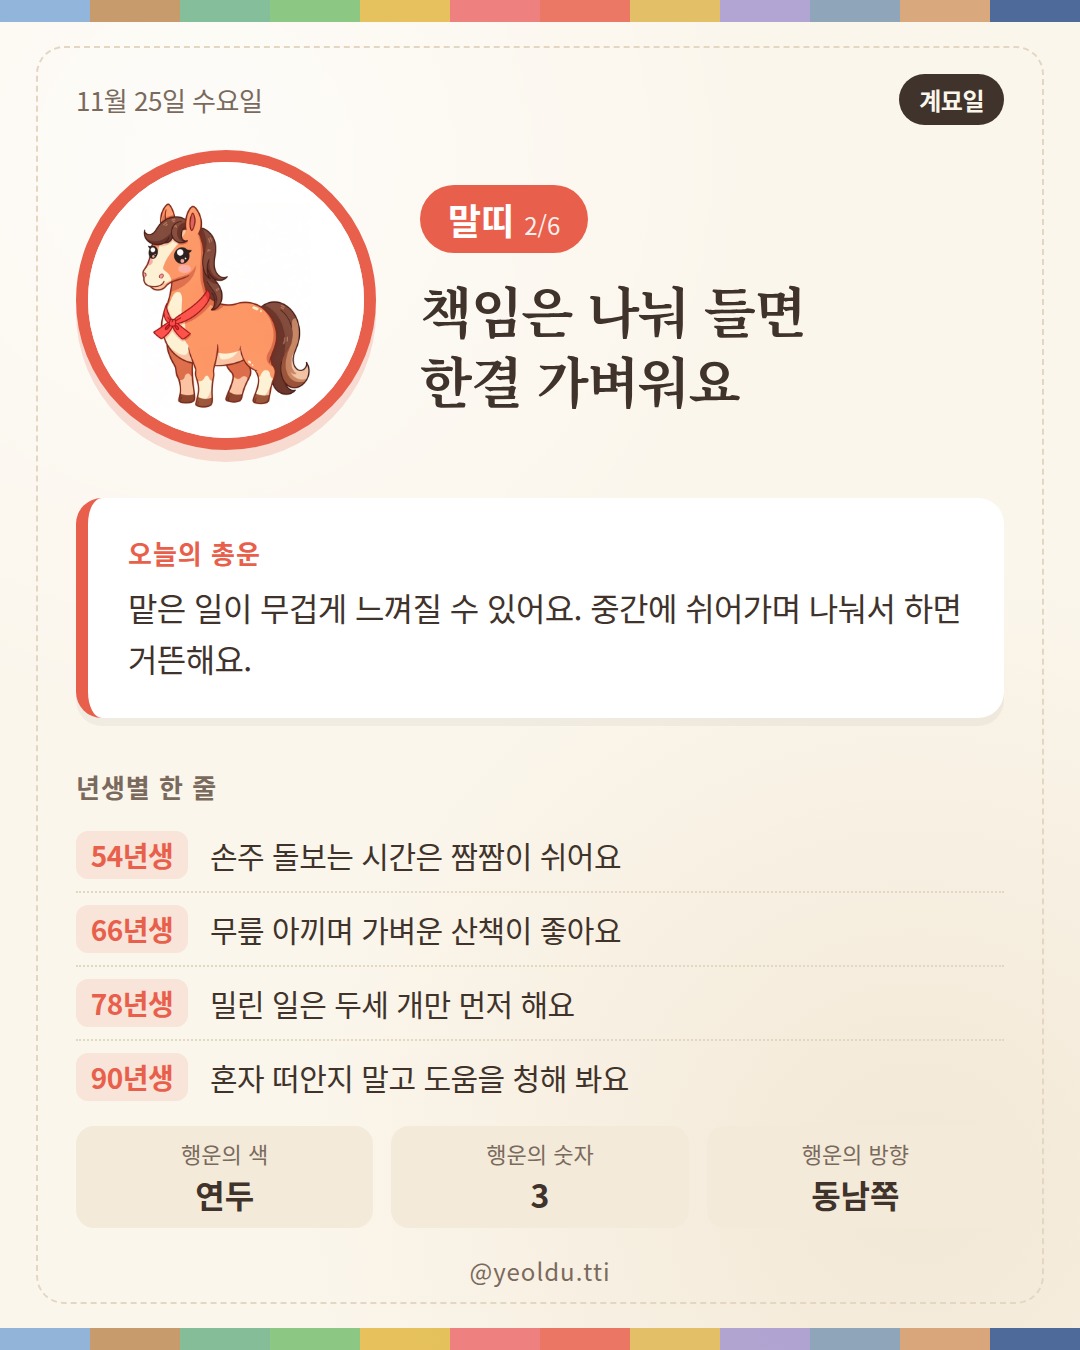 11월 25일 수요일
계묘일
말띠 2/6
책임은 나눠 들면
한결 가벼워요
오늘의 총운
맡은 일이 무겁게 느껴질 수 있어요. 중간에 쉬어가며 나눠서 하면
거뜬해요.
년생별 한 줄
54년생 손주 돌보는 시간은 짬짬이 쉬어요
66년생 무릎 아끼며 가벼운 산책이 좋아요
78년생 밀린 일은 두세 개만 먼저 해요
90년생 혼자 떠안지 말고 도움을 청해 봐요
행운의 색
연두
행운의 숫자
3
행운의 방향
동남쪽
@yeoldu.tti